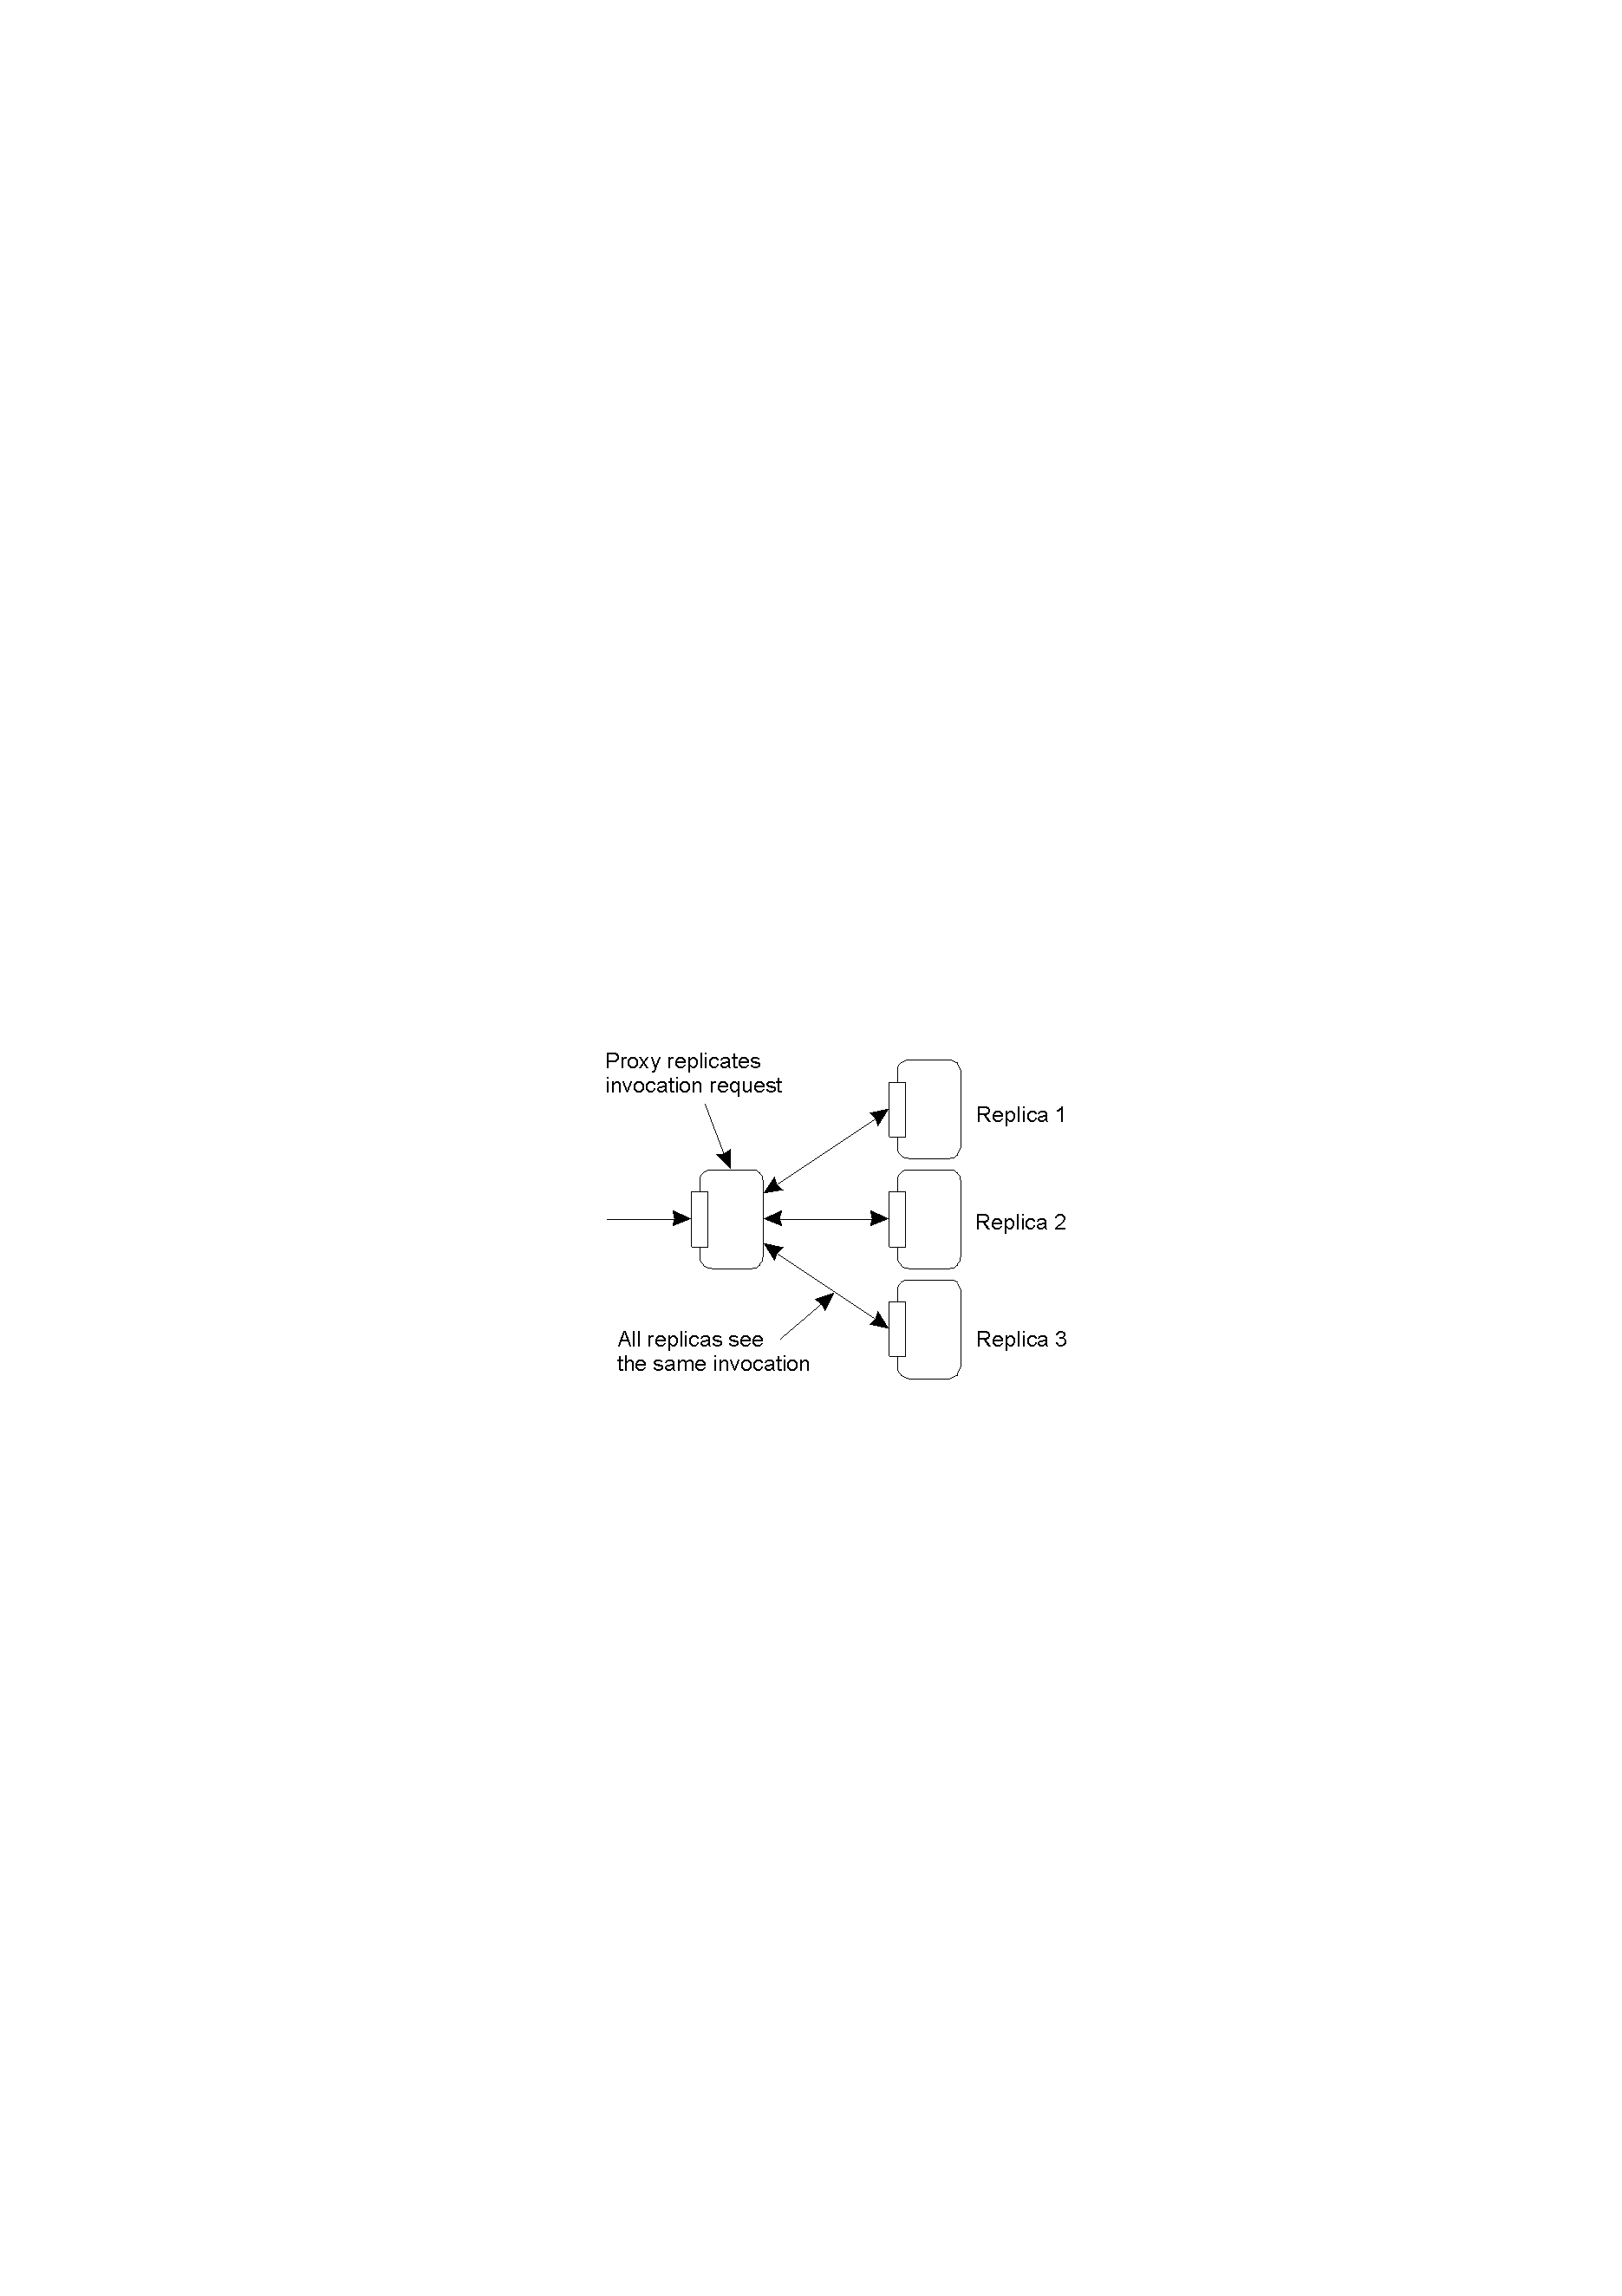 Proxy replicates
invocation request
Replica 1
Replica 2
All replicas see
the same invocation
Replica 3